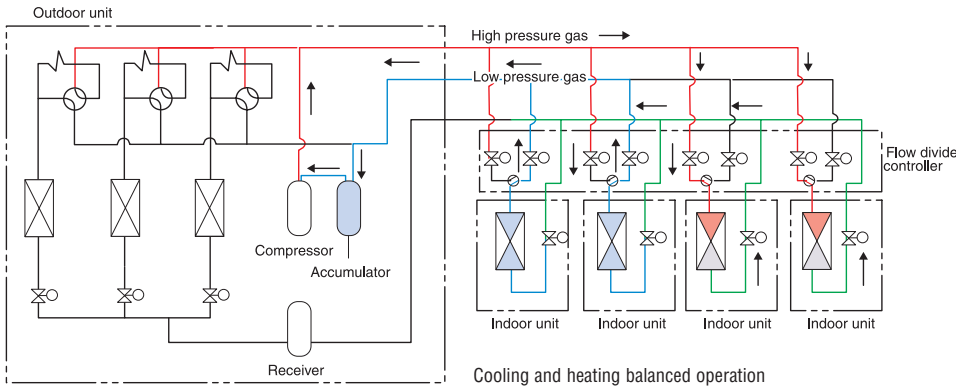 Outdoor unit
High pressure gas
Low pressure gas
Flow divide
controller
Compressor
Accumulator
Indoor unit
Indoor unit
Indoor unit
Indoor unit
Receiver
Cooling and heating balanced operation